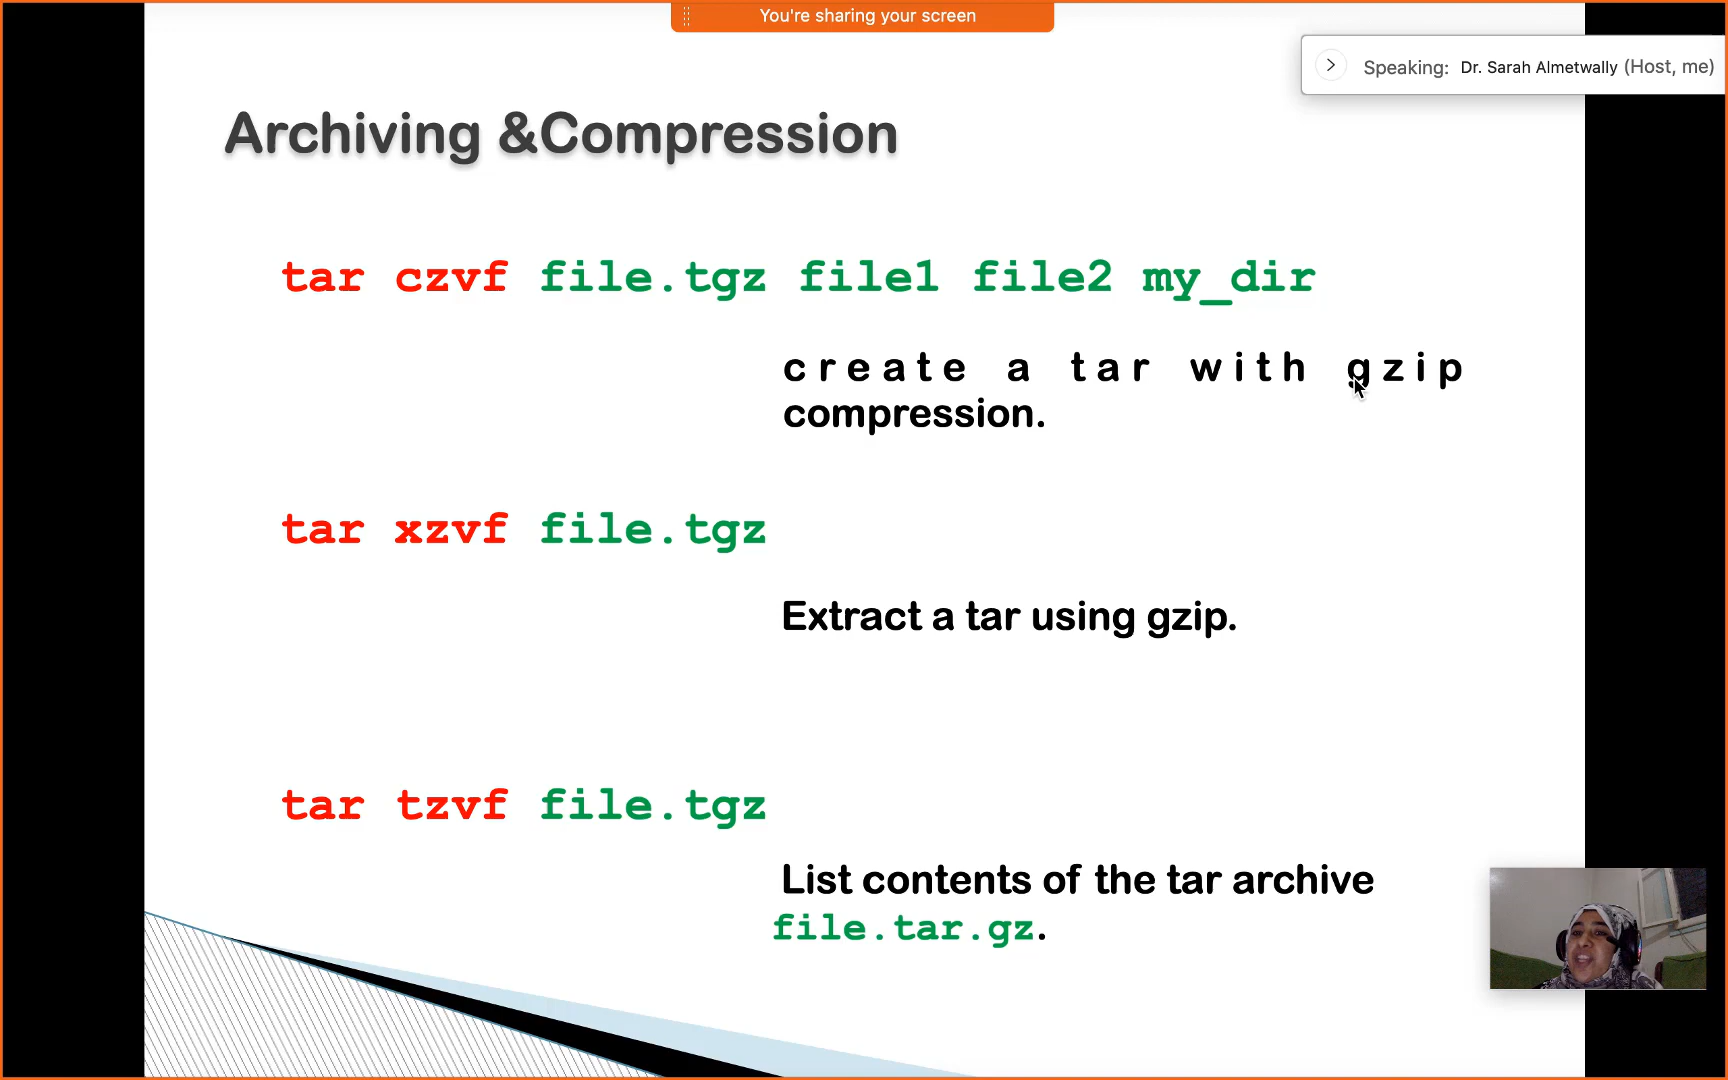 You're sharing your screen
Speaking: Dr. Sarah Almetwally (Host, me)
Archiving &Compression
tar czvf file.tgz file1 file2 my_dir
create a tar with gzip
compression.
tar xzvf file.tgz
Extract a tar using gzip.
tar tzvf file.tgz
List contents of the tar archive
file.tar.gz.